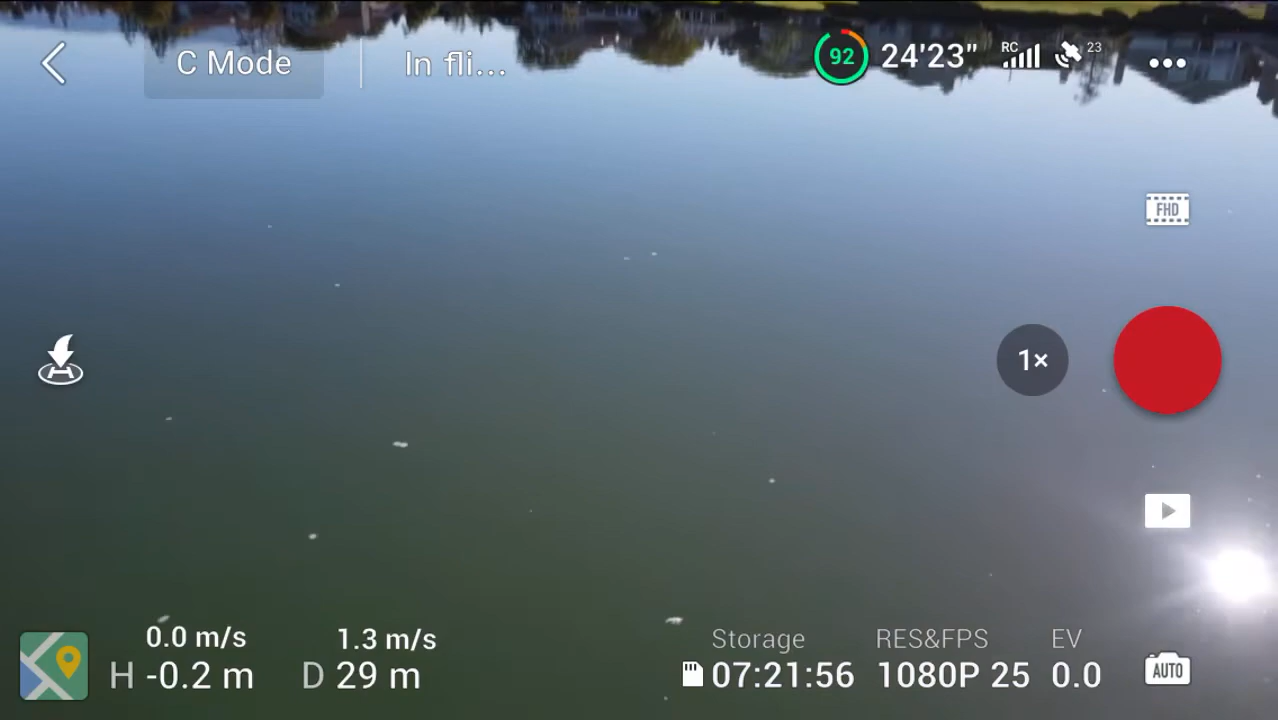 C Mode
In fli...
92
24'23"
RC
23
FHD
1×
0.0 m/s
1.3 m/s
H -0.2 m
D 29 m
Storage
07:21:56
RES&FPS
1080P 25
EV
0.0
AUTO